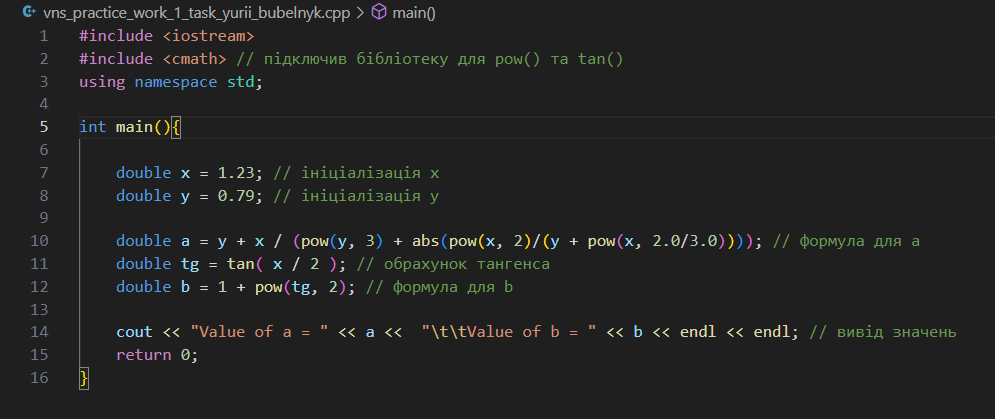 vns_practice_work_1_task_yurii_bubelnyk.cpp > main()
1 #include <iostream>
2 #include <cmath> // підключив бібліотеку для pow() та tan()
3 using namespace std;
4
5 int main(){
6
7 double x = 1.23; // ініціалізація x
8 double y = 0.79; // ініціалізація y
9
10 double a = y + x / (pow(y, 3) + abs(pow(x, 2)/(y + pow(x, 2.0/3.0)))); // формула для a
11 double tg = tan( x / 2 ); // обрахунок тангенса
12 double b = 1 + pow(tg, 2); // формула для b
13
14 cout << "Value of a = " << a <<  "\t\tValue of b = " << b << endl << endl; // вивід значень
15 return 0;
16 }